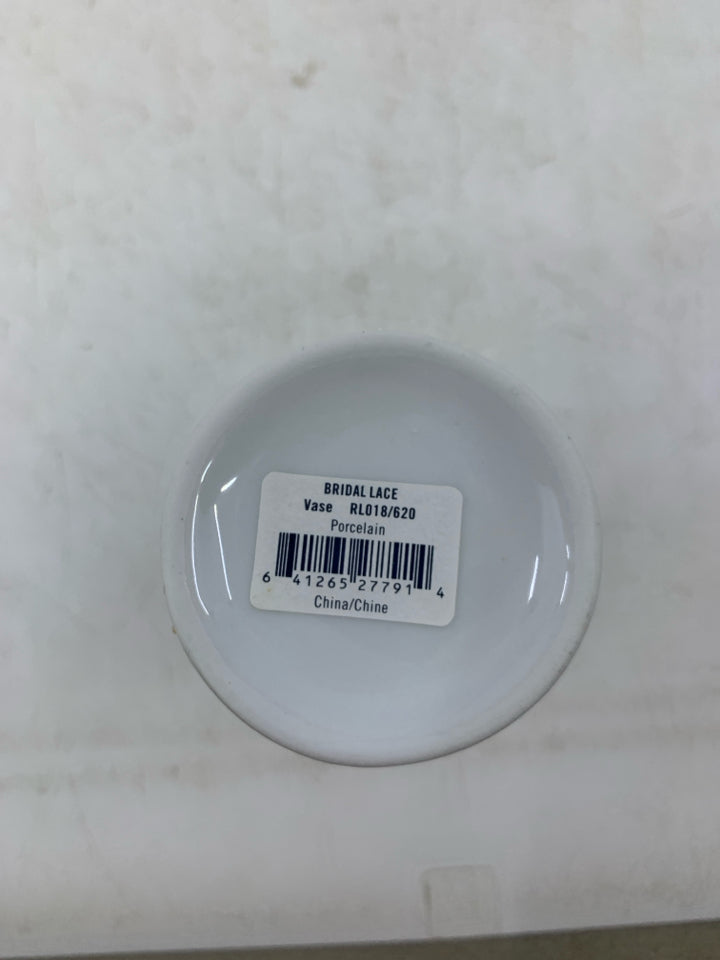 BRIDAL LACE
Vase RL018/620
Porcelain
6 41265 27791 4
China/Chine